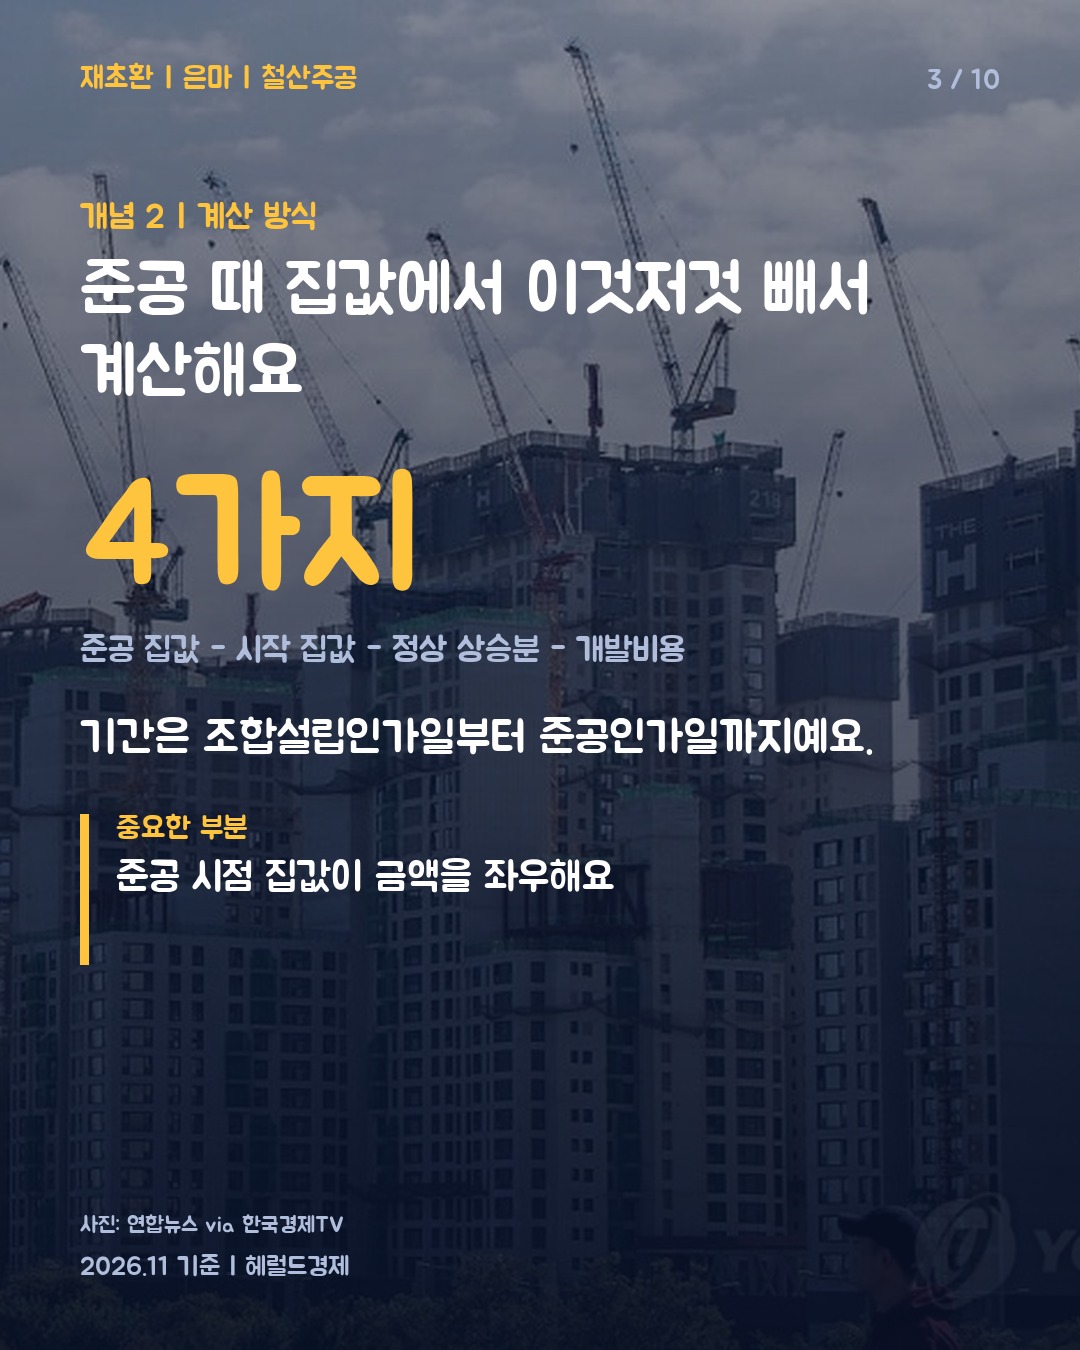 재초환 | 은마 | 철산주공
3 / 10
개념 2 | 계산 방식
준공 때 집값에서 이것저것 빼서
계산해요
4가지
준공 집값 - 시작 집값 - 정상 상승분 - 개발비용
기간은 조합설립인가일부터 준공인가일까지예요.
중요한 부분
준공 시점 집값이 금액을 좌우해요
218
THE
H
사진: 연합뉴스 via 한국경제TV
2026.11 기준 | 헤럴드경제